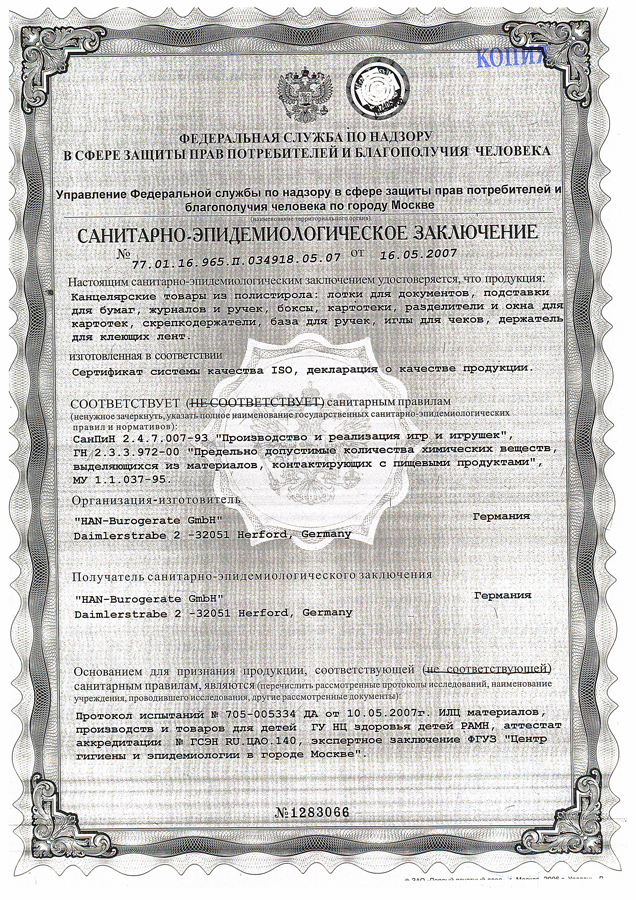 КОПИЯ
ФЕДЕРАЛЬНАЯ СЛУЖБА ПО НАДЗОРУ
В СФЕРЕ ЗАЩИТЫ ПРАВ ПОТРЕБИТЕЛЕЙ И БЛАГОПОЛУЧИЯ ЧЕЛОВЕКА
Управление Федеральной службы по надзору в сфере защиты прав потребителей и
благополучия человека по городу Москве
(наименование территориального органа)
САНИТАРНО-ЭПИДЕМИОЛОГИЧЕСКОЕ ЗАКЛЮЧЕНИЕ
№ 77.01.16.965.П.034918.05.07 от 16.05.2007
Настоящим санитарно-эпидемиологическим заключением удостоверяется, что продукция:
Канцелярские товары из полистирола: лотки для документов, подставки
для бумаг, журналов и ручек, боксы, картотеки, разделители и окна для
картотек, скрепкодержатели, база для ручек, иглы для чеков, держатель
для клеющих лент.
изготовленная в соответствии
Сертификат системы качества ISO, декларация о качестве продукции.
СООТВЕТСТВУЕТ (НЕ СООТВЕТСТВУЕТ) санитарным правилам
(ненужное зачеркнуть, указать полное наименование государственных санитарно-эпидемиологических
правил и нормативов):
СанПиН 2.4.7.007-93 "Производство и реализация игр и игрушек",
ГН 2.3.3.972-00 "Предельно допустимые количества химических веществ,
выделяющихся из материалов, контактирующих с пищевыми продуктами",
МУ 1.1.037-95.
Организация-изготовитель
"HAN-Burogerate GmbH" Германия
Daimlerstrabe 2 -32051 Herford, Germany
Получатель санитарно-эпидемиологического заключения
"HAN-Burogerate GmbH" Германия
Daimlerstrabe 2 -32051 Herford, Germany
Основанием для признания продукции, соответствующей (не соответствующей)
санитарным правилам, являются (перечислить рассмотренные протоколы исследований, наименование
учреждения, проводившего исследования, другие рассмотренные документы):
Протокол испытаний № 705-005334 ДА от 10.05.2007г. ИЛЦ материалов,
производств и товаров для детей ГУ НЦ здоровья детей РАМН, аттестат
аккредитации № ГСЭН RU.ЦАО.140, экспертное заключение ФГУЗ "Центр
гигиены и эпидемиологии в городе Москве".
№1283066